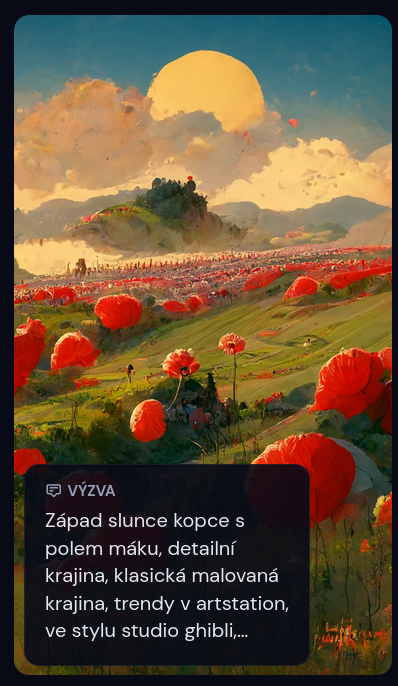 VÝZVA
Západ slunce kopce s
polem máku, detailní
krajina, klasická malovaná
krajina, trendy v artstation,
ve stylu studio ghibli,...